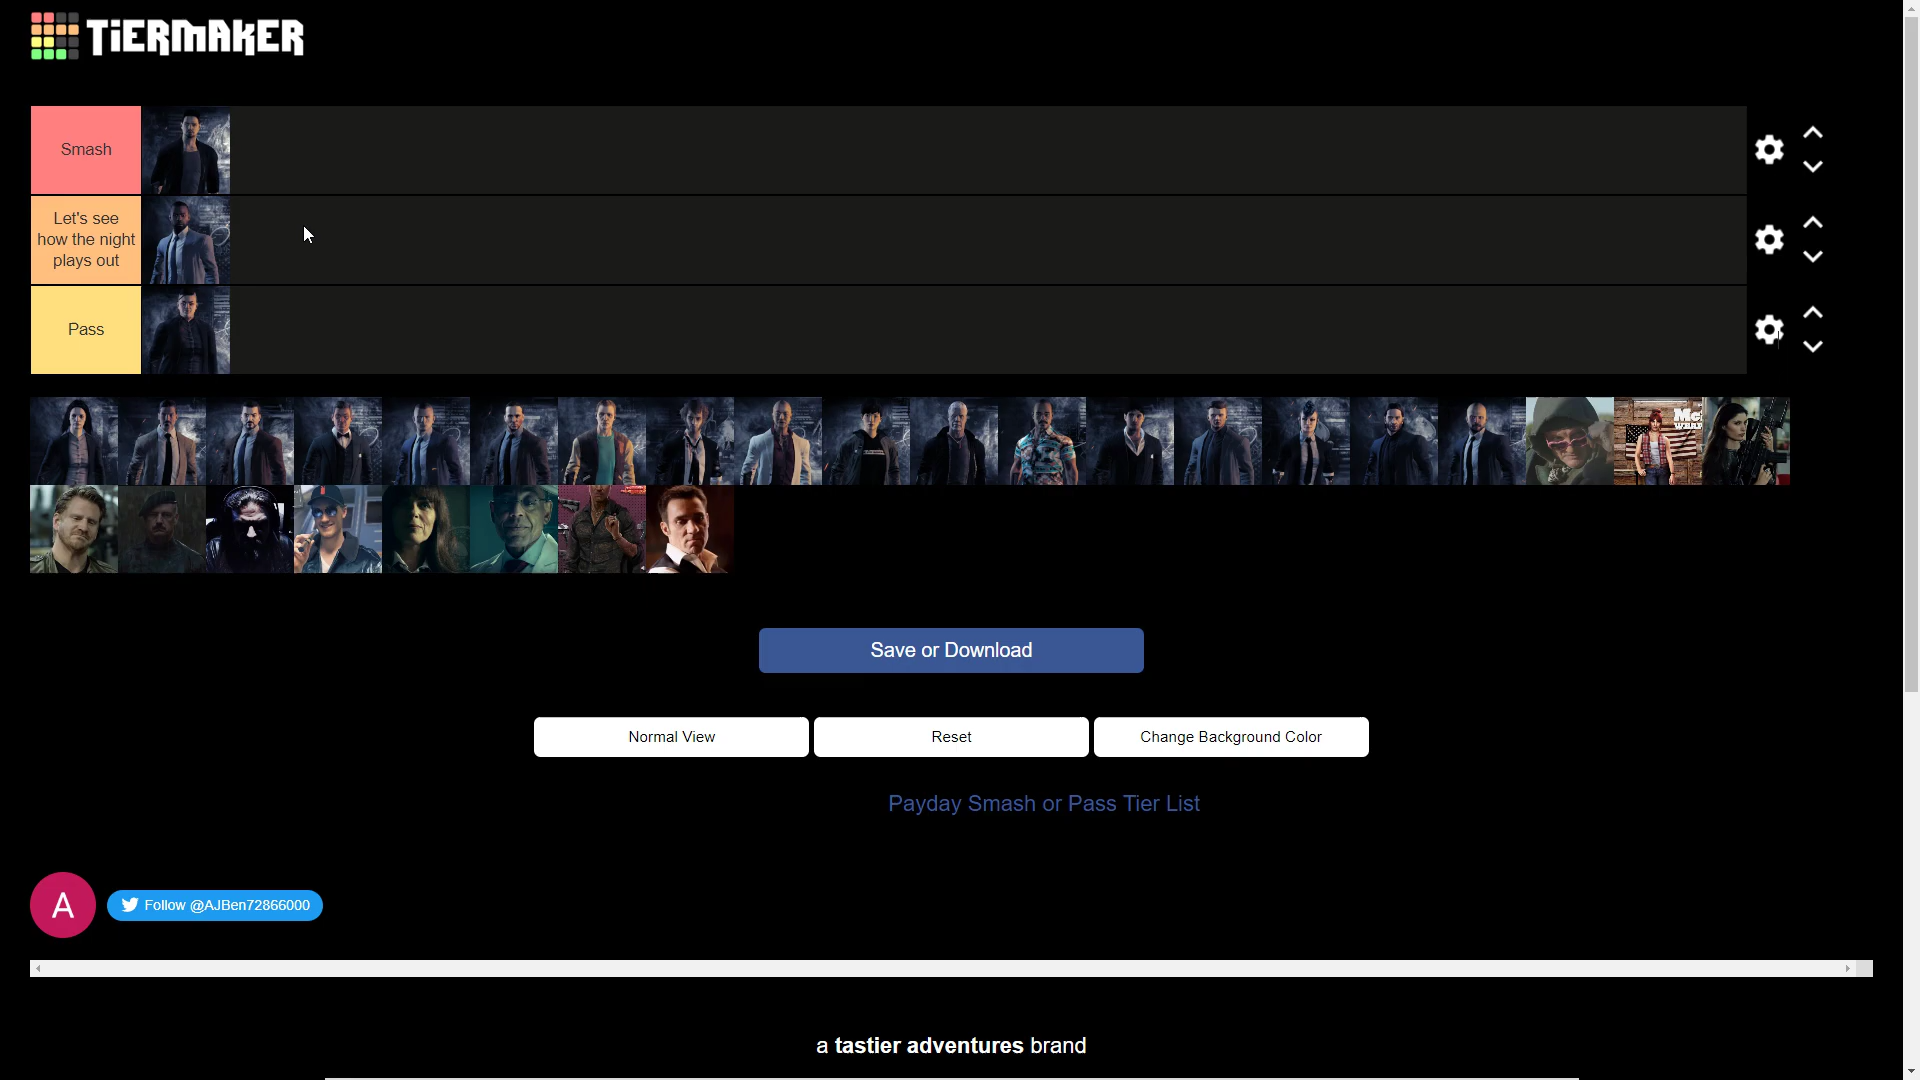 TiERMAKER
Smash
Let's see
how the night
plays out
Pass
Save or Download
Normal View
Reset
Change Background Color
Payday Smash or Pass Tier List
A
Follow @AJBen72866000
a tastier adventures brand